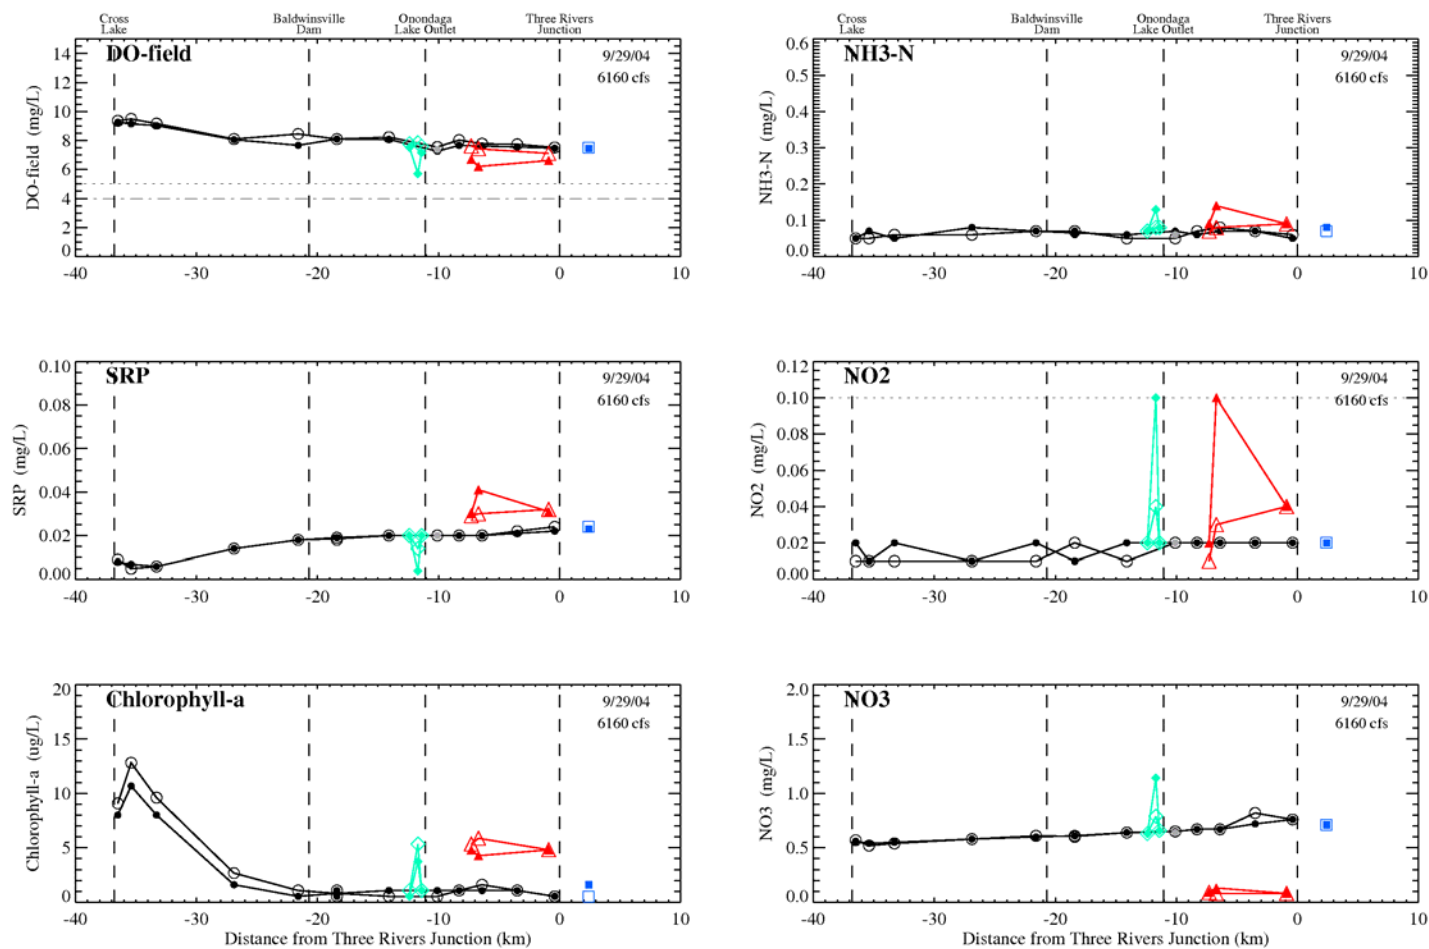 Cross Lake
Baldwinsville Dam
Onondaga Lake Outlet
Three Rivers Junction
DO-field
9/29/04
6160 cfs
DO-field (mg/L)
14
12
10
8
6
4
2
0
-40 -30 -20 -10 0 10
Cross Lake
Baldwinsville Dam
Onondaga Lake Outlet
Three Rivers Junction
NH3-N
9/29/04
6160 cfs
NH3-N (mg/L)
0.6
0.5
0.4
0.3
0.2
0.1
0.0
-40 -30 -20 -10 0 10
SRP
9/29/04
6160 cfs
SRP (mg/L)
0.10
0.08
0.06
0.04
0.02
0.00
-40 -30 -20 -10 0 10
NO2
9/29/04
6160 cfs
NO2 (mg/L)
0.12
0.10
0.08
0.06
0.04
0.02
0.00
-40 -30 -20 -10 0 10
Chlorophyll-a
9/29/04
6160 cfs
Chlorophyll-a (ug/L)
20
15
10
5
0
-40 -30 -20 -10 0 10
Distance from Three Rivers Junction (km)
NO3
9/29/04
6160 cfs
NO3 (mg/L)
2.0
1.5
1.0
0.5
0.0
-40 -30 -20 -10 0 10
Distance from Three Rivers Junction (km)